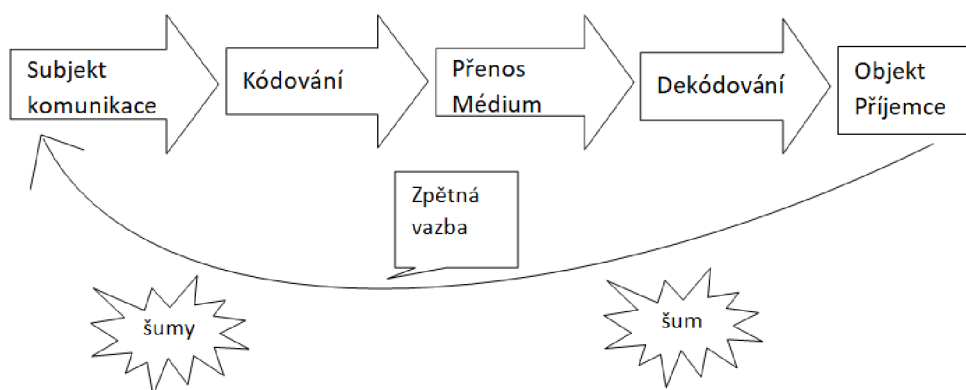 Subjekt
komunikace
Kódování
Přenos
Médium
Dekódování
Objekt
Příjemce
Zpětná
vazba
šumy
šum